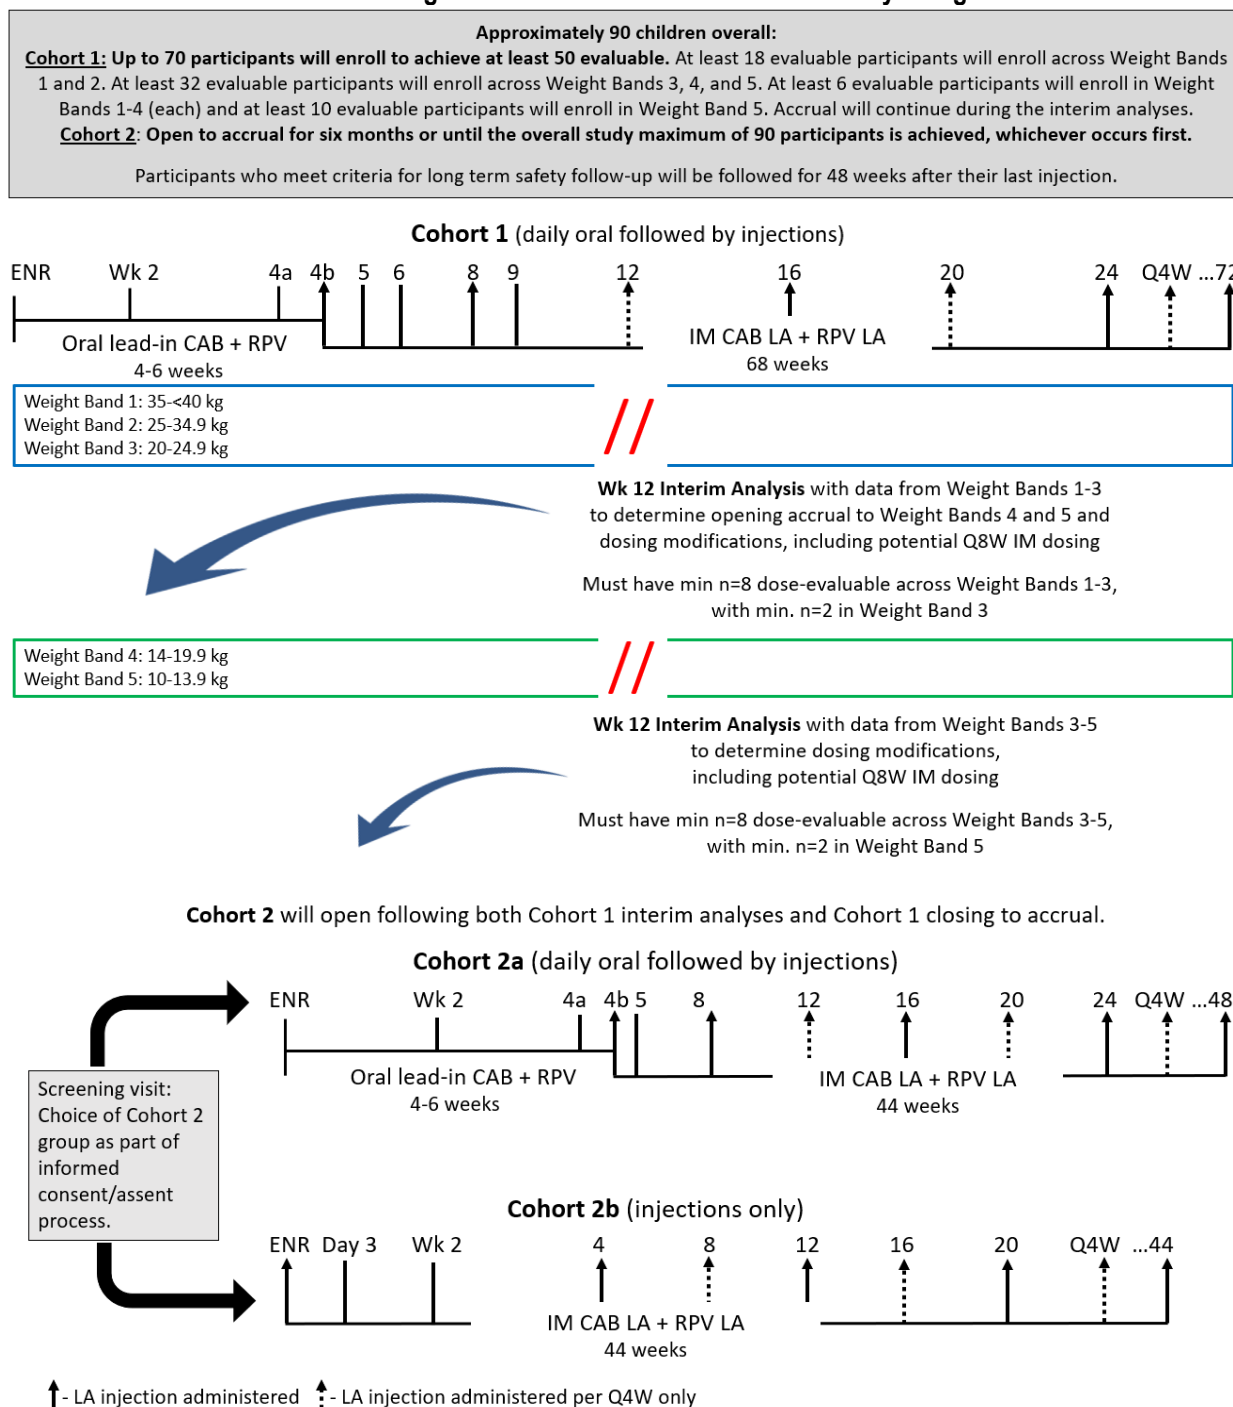 Approximately 90 children overall:
Cohort 1: Up to 70 participants will enroll to achieve at least 50 evaluable. At least 18 evaluable participants will enroll across Weight Bands
1 and 2. At least 32 evaluable participants will enroll across Weight Bands 3, 4, and 5. At least 6 evaluable participants will enroll in Weight
Bands 1-4 (each) and at least 10 evaluable participants will enroll in Weight Band 5. Accrual will continue during the interim analyses.
Cohort 2: Open to accrual for six months or until the overall study maximum of 90 participants is achieved, whichever occurs first.
Participants who meet criteria for long term safety follow-up will be followed for 48 weeks after their last injection.
Cohort 1 (daily oral followed by injections)
ENR Wk 2 4a 4b 5 6 8 9 12 16 20 24 Q4W ...72
Oral lead-in CAB + RPV
4-6 weeks
IM CAB LA + RPV LA
68 weeks
Weight Band 1: 35-<40 kg
Weight Band 2: 25-34.9 kg
Weight Band 3: 20-24.9 kg
Wk 12 Interim Analysis with data from Weight Bands 1-3
to determine opening accrual to Weight Bands 4 and 5 and
dosing modifications, including potential Q8W IM dosing
Must have min n=8 dose-evaluable across Weight Bands 1-3,
with min. n=2 in Weight Band 3
Weight Band 4: 14-19.9 kg
Weight Band 5: 10-13.9 kg
Wk 12 Interim Analysis with data from Weight Bands 3-5
to determine dosing modifications,
including potential Q8W IM dosing
Must have min n=8 dose-evaluable across Weight Bands 3-5,
with min. n=2 in Weight Band 5
Cohort 2 will open following both Cohort 1 interim analyses and Cohort 1 closing to accrual.
Cohort 2a (daily oral followed by injections)
ENR Wk 2 4a 4b 5 8 12 16 20 24 Q4W ...48
Oral lead-in CAB + RPV
4-6 weeks
IM CAB LA + RPV LA
44 weeks
Screening visit:
Choice of Cohort 2
group as part of
informed
consent/assent
process.
Cohort 2b (injections only)
ENR Day 3 Wk 2 4 8 12 16 20 Q4W ...44
IM CAB LA + RPV LA
44 weeks
- LA injection administered - LA injection administered per Q4W only